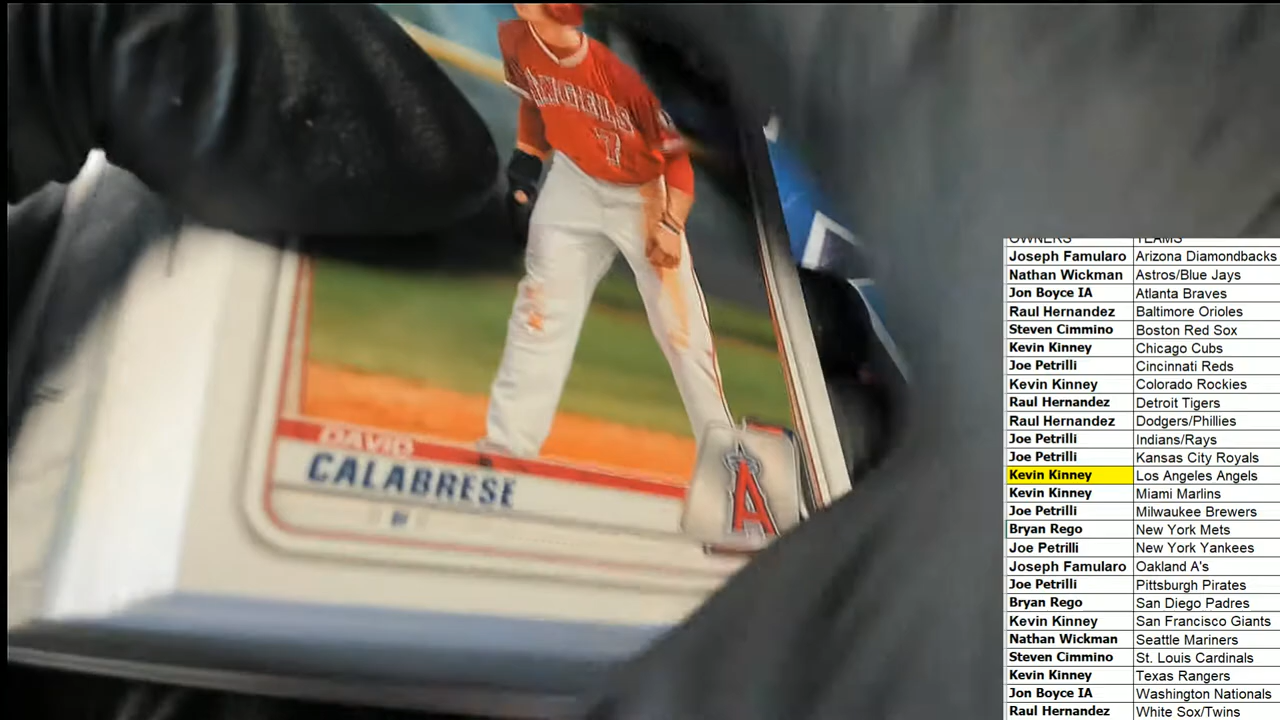 ANGELS
7
DAVID
CALABRESE
OF
A
OWNERS TEAMS
Joseph Famularo Arizona Diamondbacks
Nathan Wickman Astros/Blue Jays
Jon Boyce IA Atlanta Braves
Raul Hernandez Baltimore Orioles
Steven Cimmino Boston Red Sox
Kevin Kinney Chicago Cubs
Joe Petrilli Cincinnati Reds
Kevin Kinney Colorado Rockies
Raul Hernandez Detroit Tigers
Raul Hernandez Dodgers/Phillies
Joe Petrilli Indians/Rays
Joe Petrilli Kansas City Royals
Kevin Kinney Los Angeles Angels
Kevin Kinney Miami Marlins
Joe Petrilli Milwaukee Brewers
Bryan Rego New York Mets
Joe Petrilli New York Yankees
Joseph Famularo Oakland A's
Joe Petrilli Pittsburgh Pirates
Bryan Rego San Diego Padres
Kevin Kinney San Francisco Giants
Nathan Wickman Seattle Mariners
Steven Cimmino St. Louis Cardinals
Kevin Kinney Texas Rangers
Jon Boyce IA Washington Nationals
Raul Hernandez White Sox/Twins